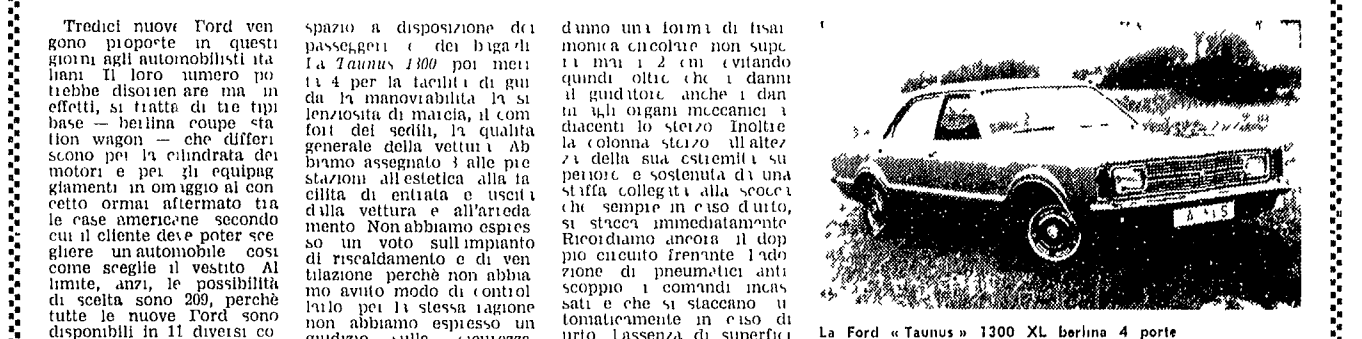 Tredici nuove Ford ven
gono proposte in questi
giorni agli automobilisti ita
liani Il loro numero po
trebbe disorientare ma in
effetti, si tratta di tre tipi
base — berlina coupe sta
tion wagon — che differi
scono per la cilindrata dei
motori e per gli equipag
giamenti in omaggio al con
cetto ormai affermato tra
le case americane secondo
cui il cliente deve poter sce
gliere un automobile cosi
come sceglie il vestito Al
limite, anzi, le possibilità
di scelta sono 209, perchè
tutte le nuove Ford sono
disponibili in 11 diversi co
spazio a disposizione dei
passeggeri e dei bagagli
La Taunus 1300 poi meri
ta 4 per la facilità di gui
da la manovrabilità la si
lenziosita di marcia, il com
fort dei sedili, la qualita
generale della vettura Ab
biamo assegnato 3 alle pre
stazioni all estetica alla fa
cilita di entrata e uscita
dalla vettura e all'arreda
mento Non abbiamo espres
so un voto sull impianto
di riscaldamento e di ven
tilazione perchè non abbia
mo avuto modo di control
larlo per la stessa ragione
non abbiamo espresso un
giudizio sulla sicurezza
danno una forma di fisar
monica circolare non supe
ra mai i 2 cm evitando
quindi oltre che i danni
al guidatore anche i dan
ni agli organi meccanici a
diacenti lo sterzo Inoltre
la colonna sterzo all altez
za della sua estremità su
periore e sostenuta da una
staffa collegata alla scocca
che sempre in caso d'urto,
si stacca immediatamente
Ricordiamo ancora il dop
pio circuito frenante l ado
zione di pneumatici anti
scoppio i comandi incas
sati e che si staccano au
tomaticamente in caso di
urto l assenza di superfici
La Ford « Taunus » 1300 XL berlina 4 porte